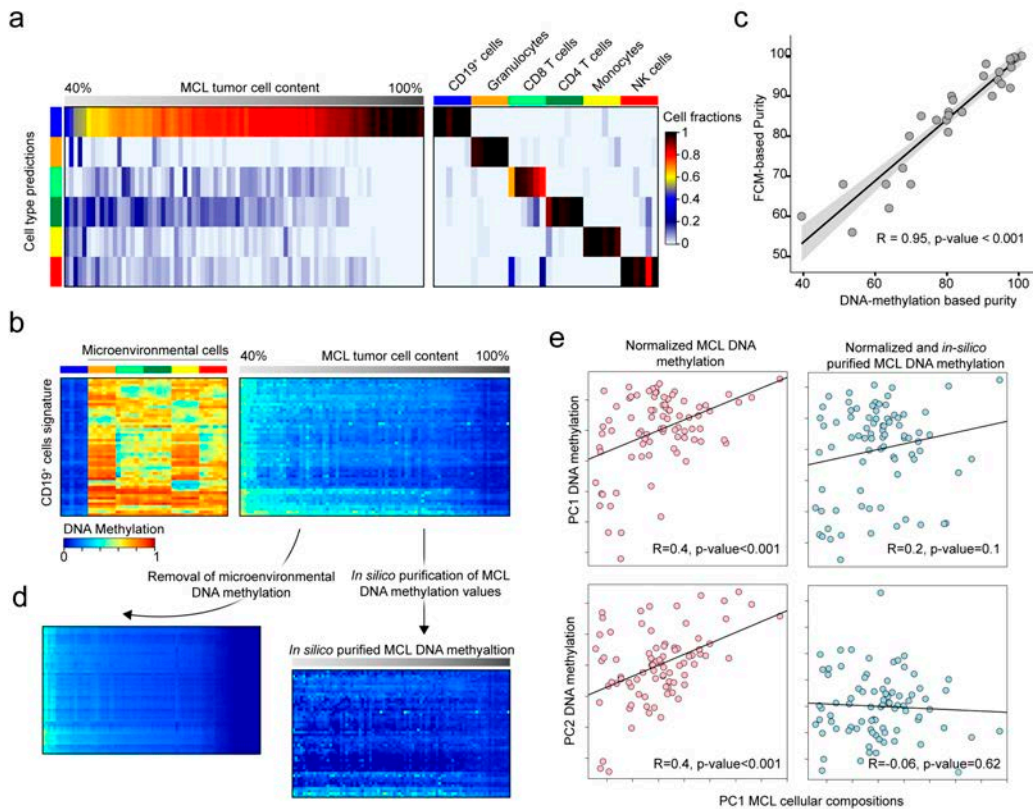 a
40%
MCL tumor cell content
100%
CD19⁺ cells
Granulocytes
CD8 T cells
CD4 T cells
Monocytes
NK cells
Cell type predictions
Cell fractions
1
0.8
0.6
0.4
0.2
0
c
FCM-based Purity
100
90
80
70
60
50
R = 0.95, p-value < 0.001
40
60
80
100
DNA-methylation based purity
b
Microenvironmental cells
40%
MCL tumor cell content
100%
CD19⁺ cells signature
DNA Methylation
0
1
Removal of microenvironmental
DNA methylation
In silico purification of MCL
DNA methylation values
d
In silico purified MCL DNA methyaltion
e
Normalized MCL DNA
methylation
Normalized and in-silico
purified MCL DNA methylation
PC1 DNA methylation
R=0.4, p-value<0.001
R=0.2, p-value=0.1
PC2 DNA methylation
R=0.4, p-value<0.001
R=-0.06, p-value=0.62
PC1 MCL cellular compositions